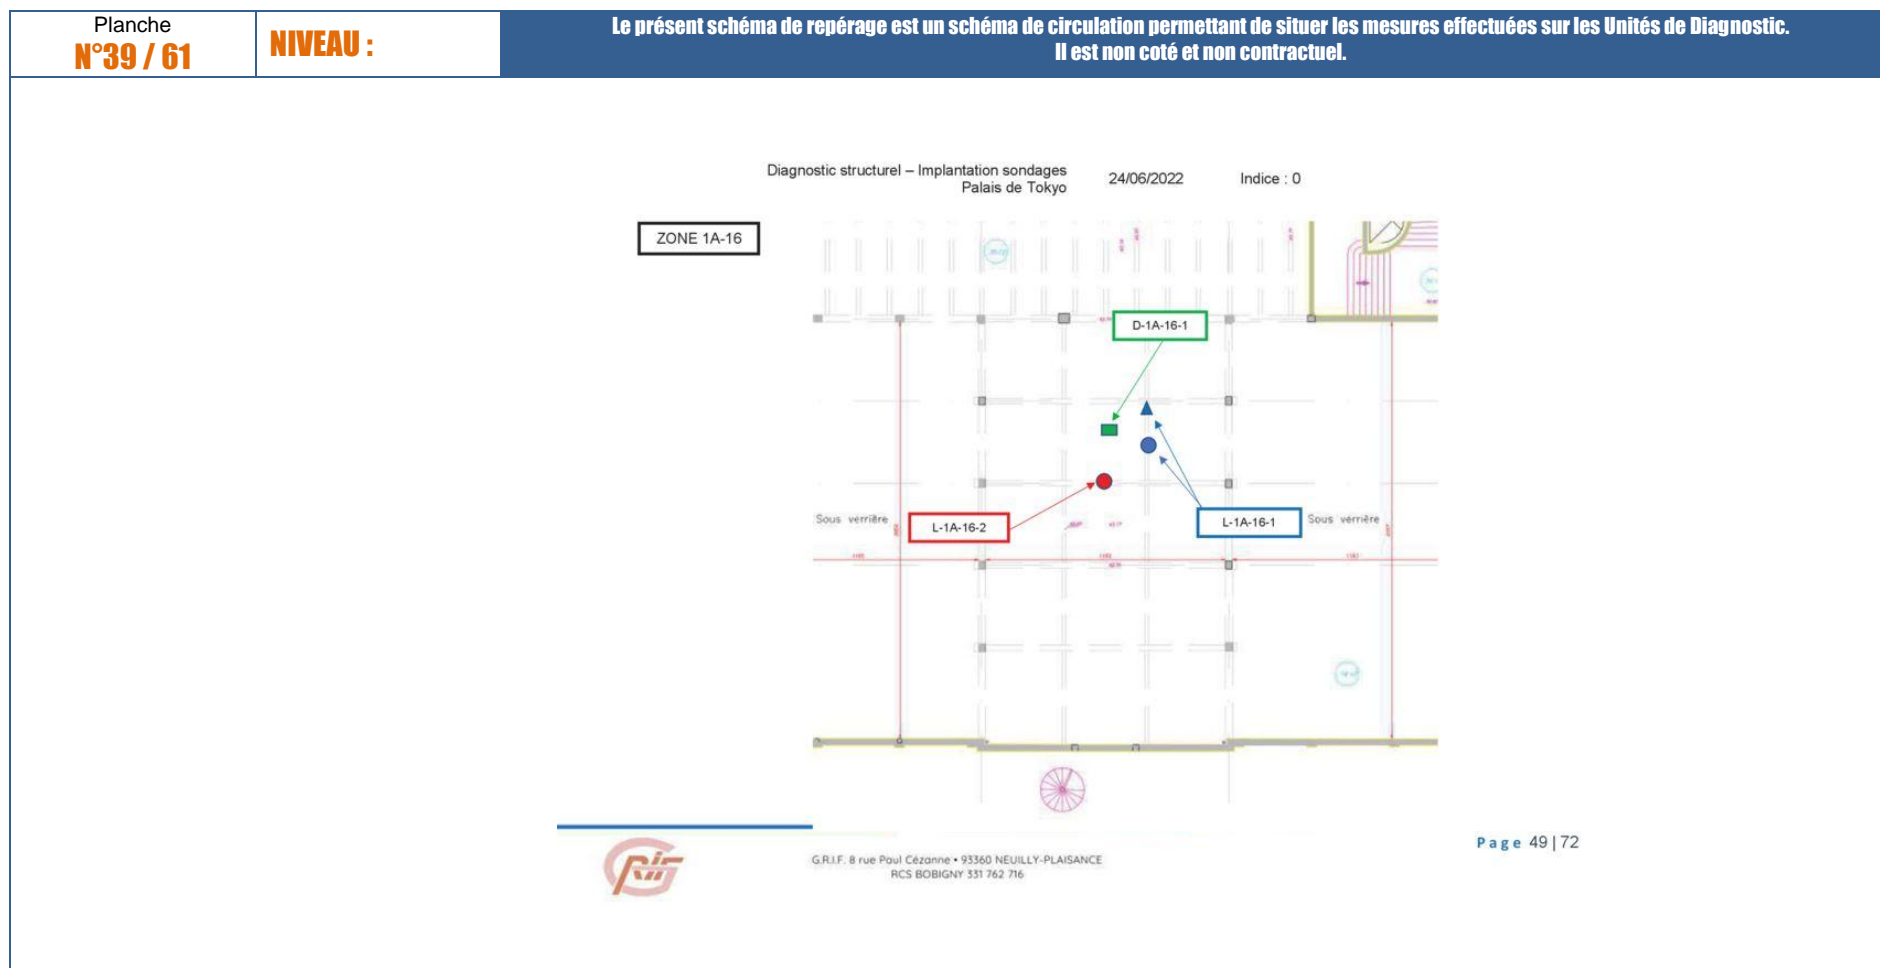 Planche
N°39 / 61
NIVEAU :
Le présent schéma de repérage est un schéma de circulation permettant de situer les mesures effectuées sur les Unités de Diagnostic.
Il est non coté et non contractuel.
Diagnostic structurel – Implantation sondages
Palais de Tokyo
24/06/2022
Indice : 0
ZONE 1A-16
D-1A-16-1
L-1A-16-2
L-1A-16-1
Sous verrière
Sous verrière
G.R.I.F. 8 rue Paul Cézanne • 93360 NEUILLY-PLAISANCE
RCS BOBIGNY 331 762 716
Page 49 | 72